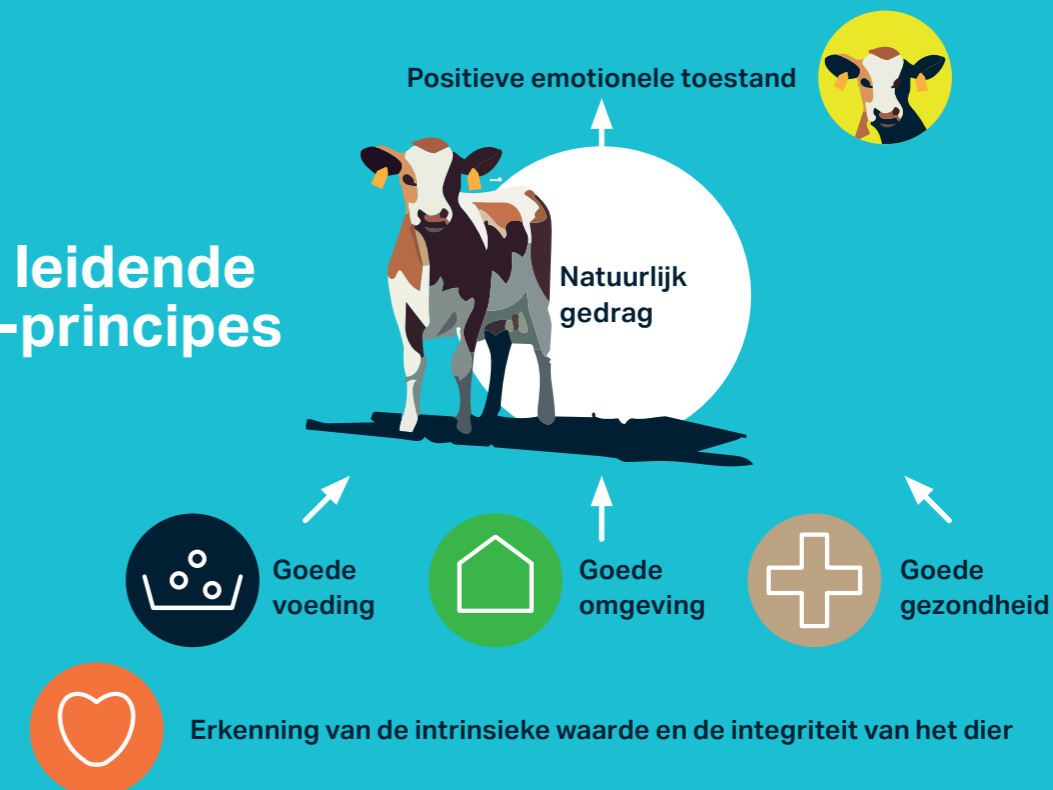 Positieve emotionele toestand
leidende
-principes
Natuurlijk
gedrag
Goede
voeding
Goede
omgeving
Goede
gezondheid
Erkenning van de intrinsieke waarde en de integriteit van het dier